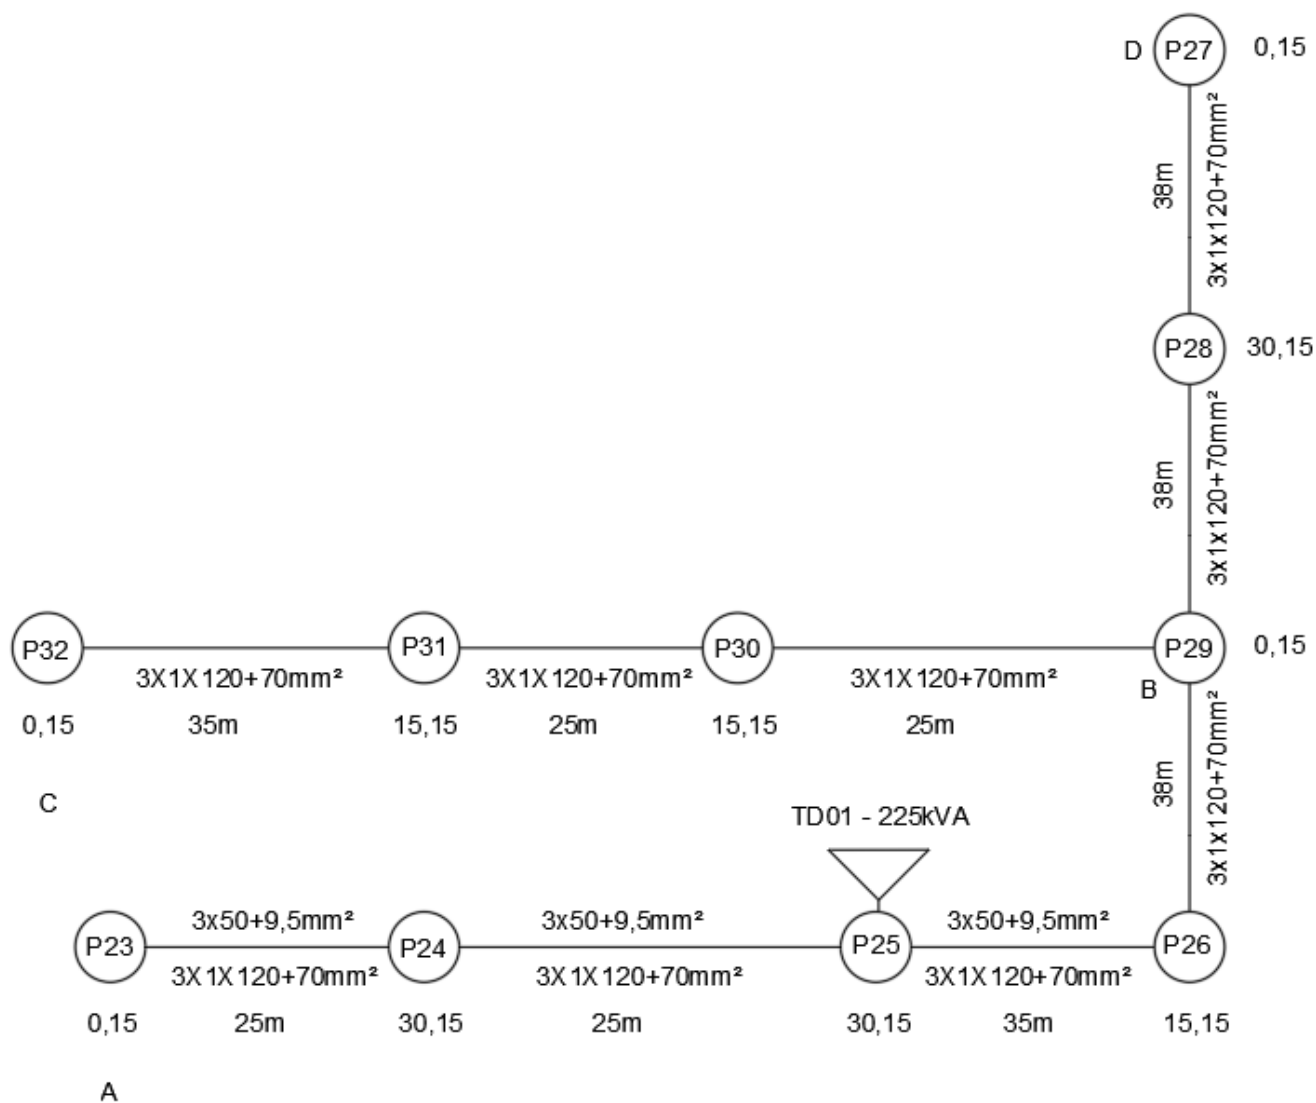 D P27 0,15
38m
3x1x120+70mm²
P28 30,15
38m
3x1x120+70mm²
P32 P31 P30 P29 0,15
3X1X120+70mm² 3X1X120+70mm² 3X1X120+70mm² B
0,15 35m 15,15 25m 15,15 25m
38m
3x1x120+70mm²
C
TD01 - 225kVA
3x50+9,5mm² 3x50+9,5mm² 3x50+9,5mm²
P23 P24 P25 P26
3X1X120+70mm² 3X1X120+70mm² 3X1X120+70mm²
0,15 25m 30,15 25m 30,15 35m 15,15
A